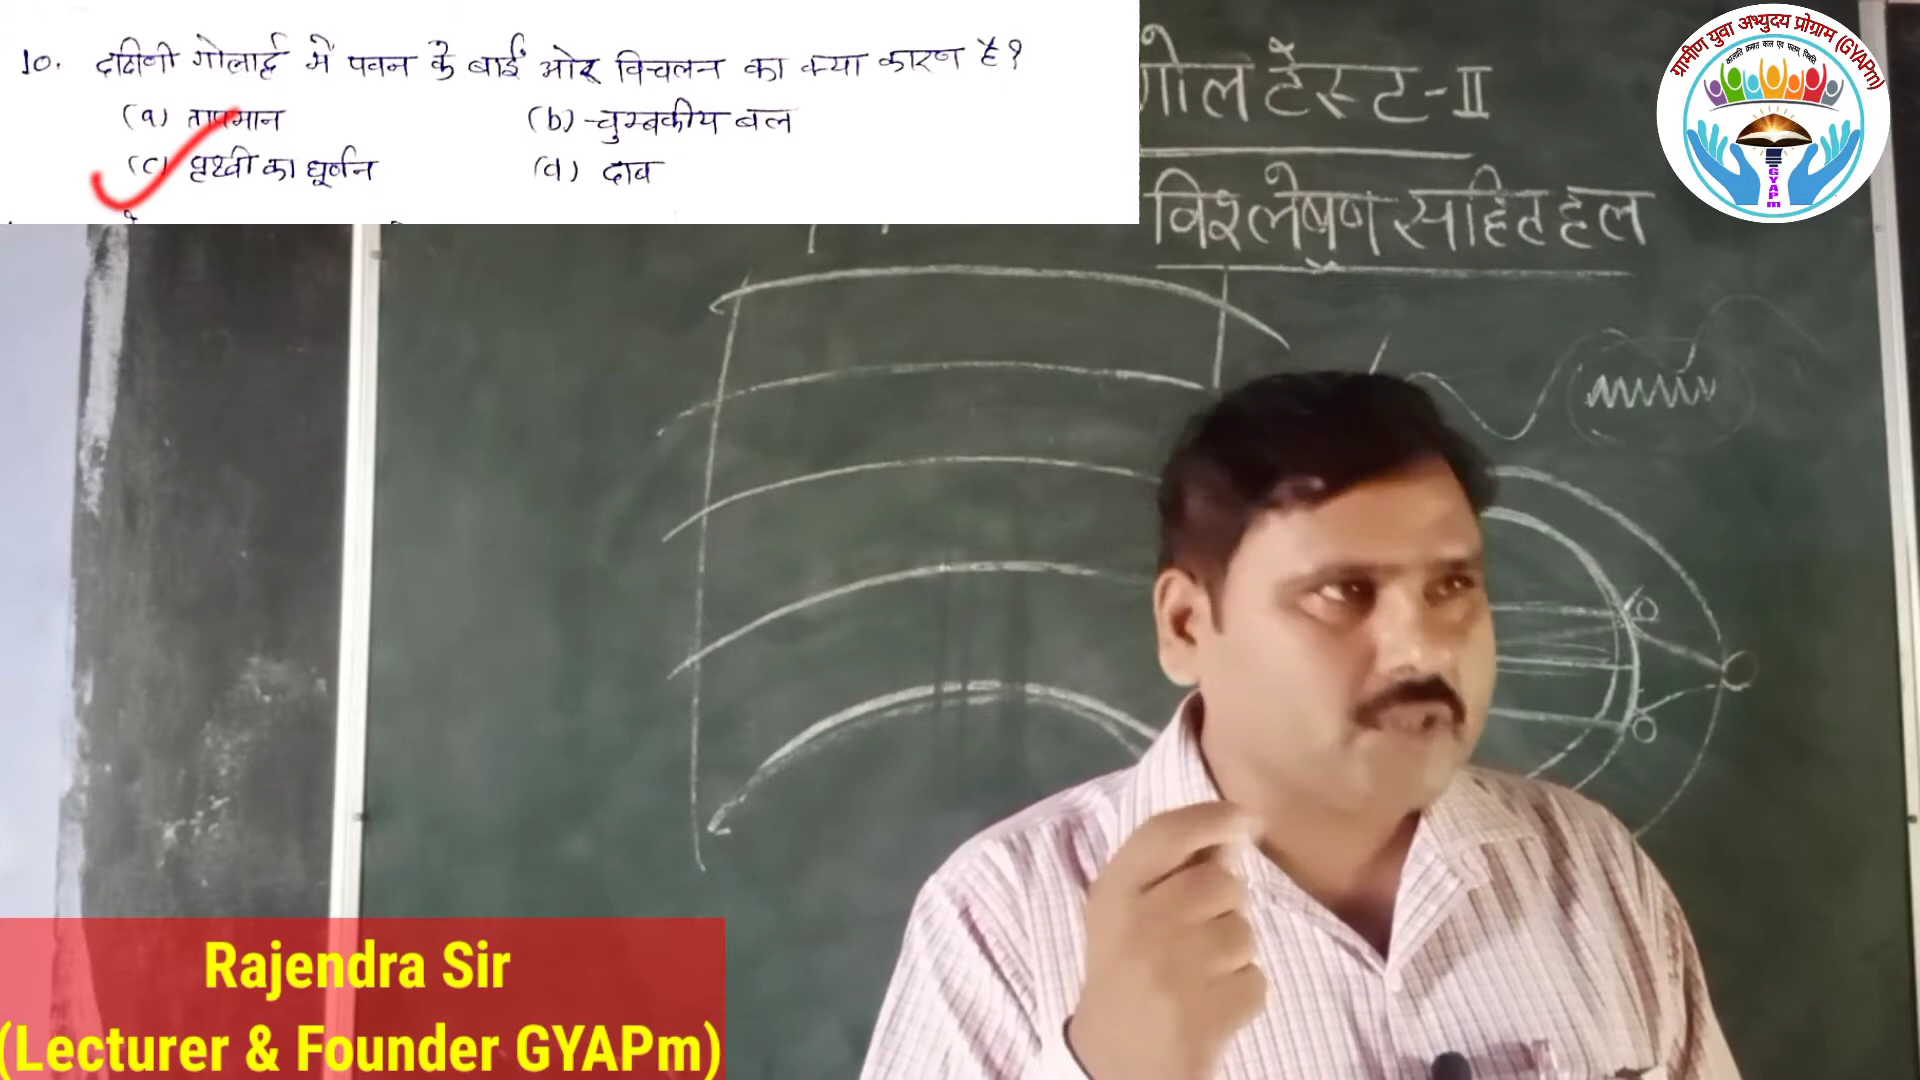 10. दक्षिणी गोलार्द्ध में पवन के बाईं ओर विचलन का क्या कारण है?
(a) तापमान (b) चुम्बकीय बल
(c) पृथ्वी का घूर्णन (d) दाब
गोल टेस्ट-II
विश्लेषण सहित हल
ग्रामीण युवा अभ्युदय प्रोग्राम (GYAPm)
GYAPm
Rajendra Sir
(Lecturer & Founder GYAPm)